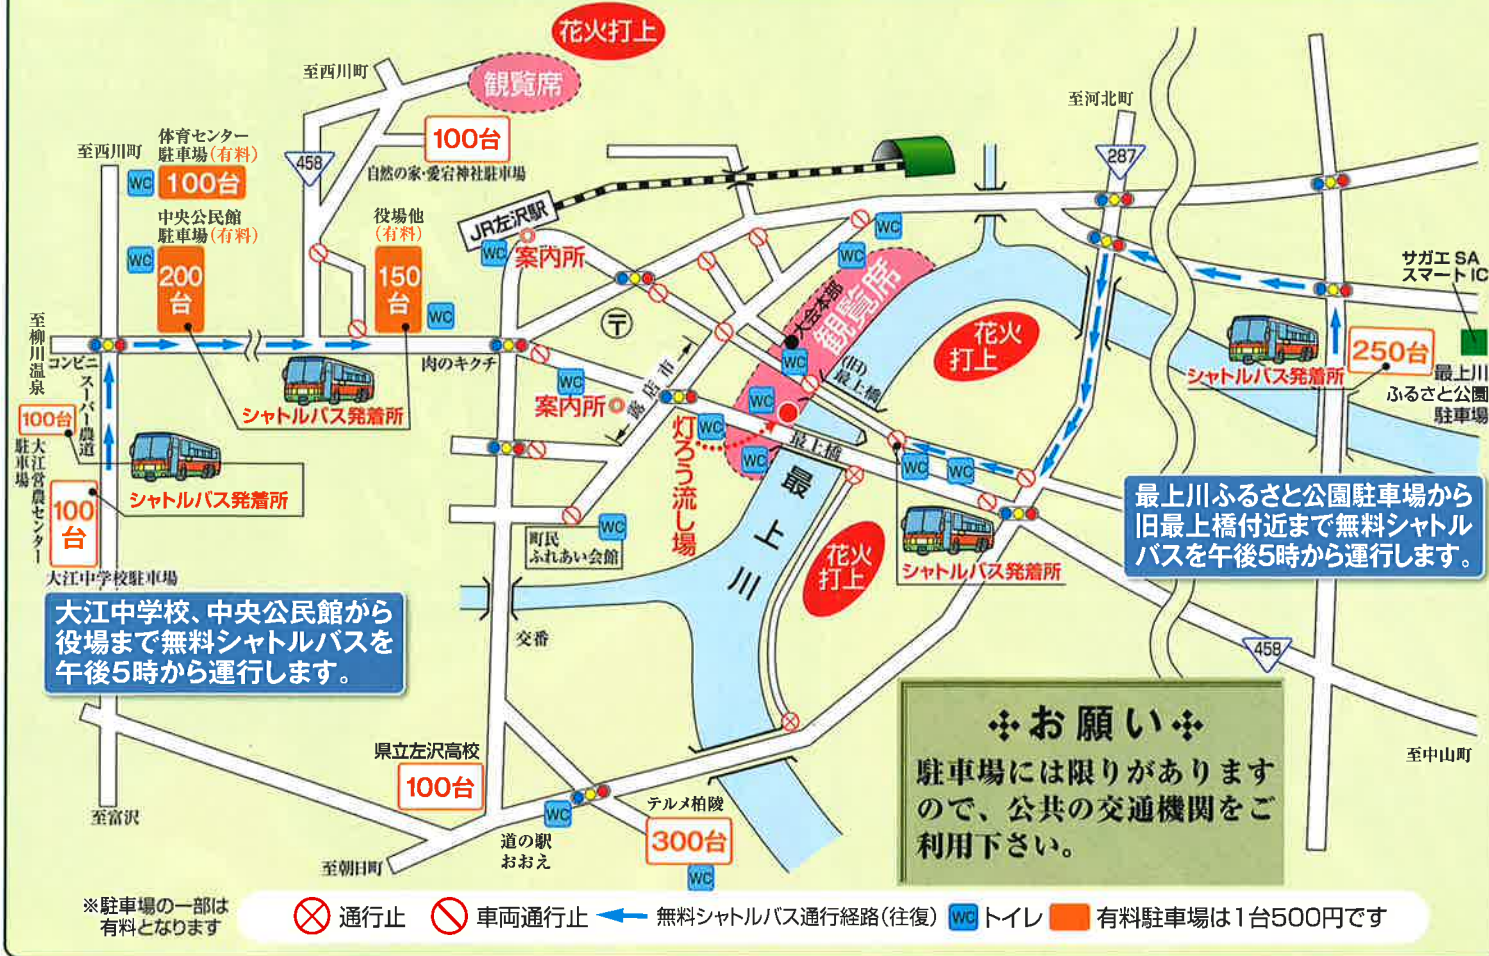 花火打上
至西川町
観覧席
100台
自然の家・愛宕神社駐車場
458
至西川町
体育センター
駐車場(有料)
WC
100台
中央公民館
駐車場(有料)
WC
200
台
役場他
(有料)
150
台
WC
JR左沢駅
WC
案内所
至河北町
287
WC
WC
サガエSA
スマートIC
至柳川温泉
コンビニ
スーパー農道
肉のキクチ
シャトルバス発着所
〒
大会本部
観覧席
WC
(旧)
最上橋
花火
打上
シャトルバス発着所
250台
最上川
ふるさと公園
駐車場
100台
大江営農センター
駐車場
シャトルバス発着所
100
台
大江中学校駐車場
WC
案内所
露店市
WC
WC
WC
灯ろう流し場
最上橋
WC
WC
最上川
花火
打上
シャトルバス発着所
町民
ふれあい会館
WC
最上川ふるさと公園駐車場から
旧最上橋付近まで無料シャトル
バスを午後5時から運行します。
大江中学校、中央公民館から
役場まで無料シャトルバスを
午後5時から運行します。
交番
458
至中山町
お願い
駐車場には限りがあります
ので、公共の交通機関をご
利用下さい。
県立左沢高校
100台
至富沢
至朝日町
WC
道の駅
おおえ
テルメ柏陵
300台
WC
※駐車場の一部は
有料となります
通行止
車両通行止
無料シャトルバス通行経路(往復)
WC
トイレ
有料駐車場は1台500円です